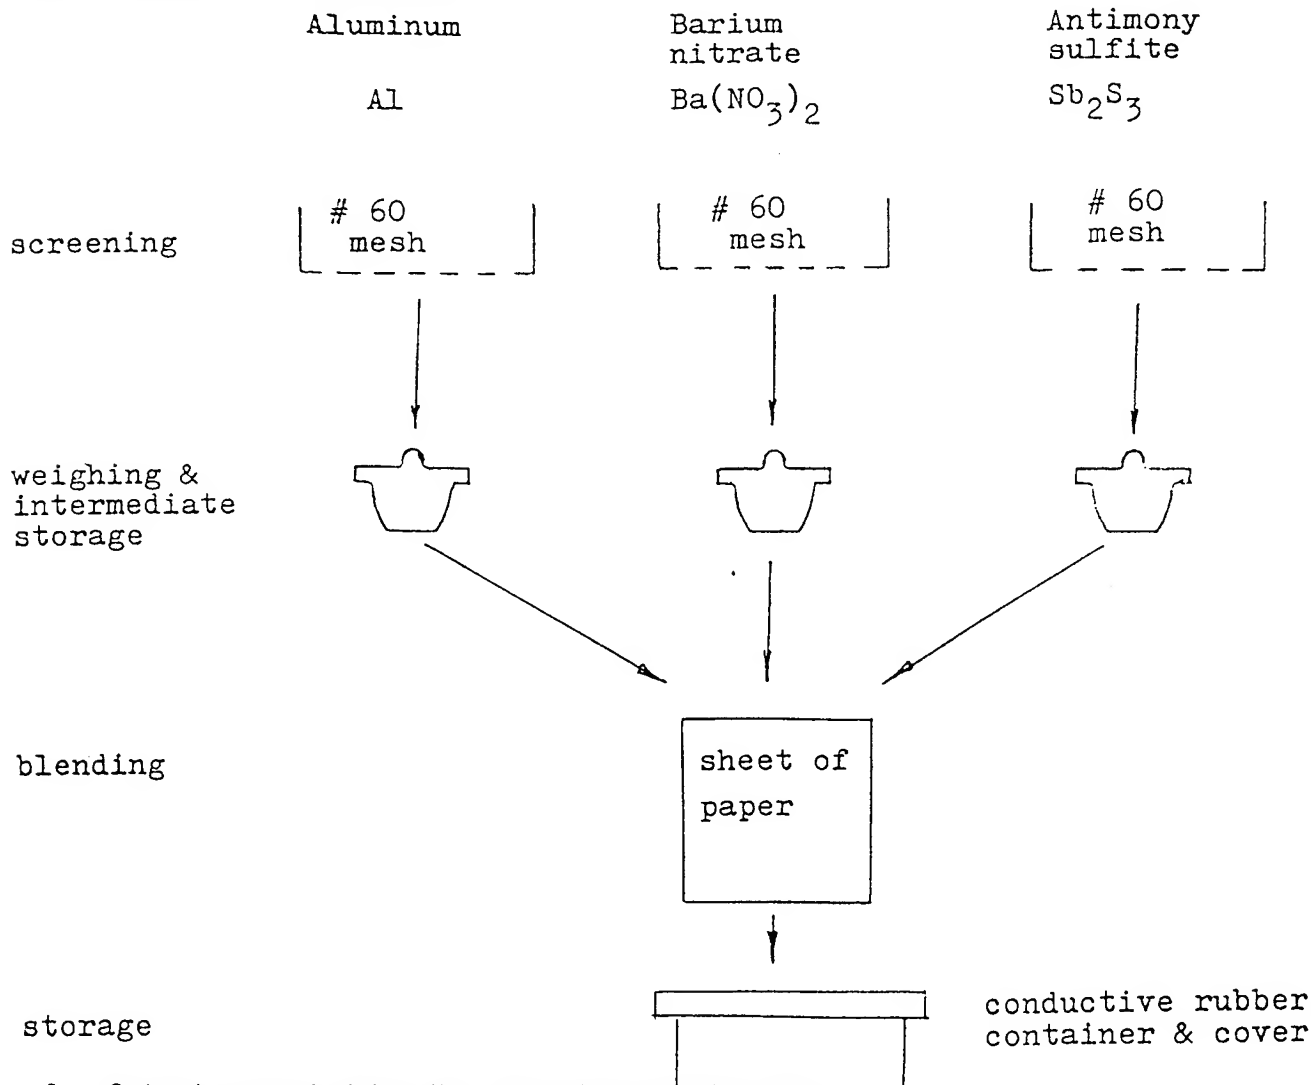 Aluminum
Barium
nitrate
Antimony
sulfite
Al
Ba(NO3)2
Sb2S3
screening
# 60
mesh
# 60
mesh
# 60
mesh
weighing &
intermediate
storage
blending
sheet of
paper
storage
conductive rubber
container & cover